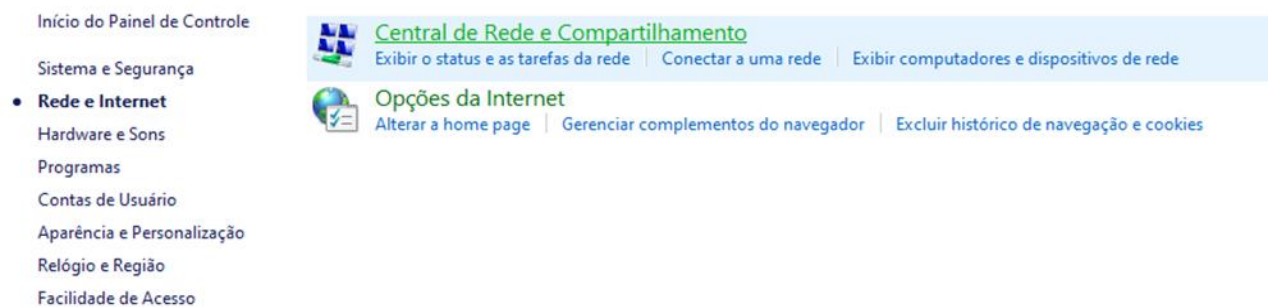 Início do Painel de Controle
Sistema e Segurança
Rede e Internet
Hardware e Sons
Programas
Contas de Usuário
Aparência e Personalização
Relógio e Região
Facilidade de Acesso
Central de Rede e Compartilhamento
Exibir o status e as tarefas da rede | Conectar a uma rede | Exibir computadores e dispositivos de rede
Opções da Internet
Alterar a home page | Gerenciar complementos do navegador | Excluir histórico de navegação e cookies